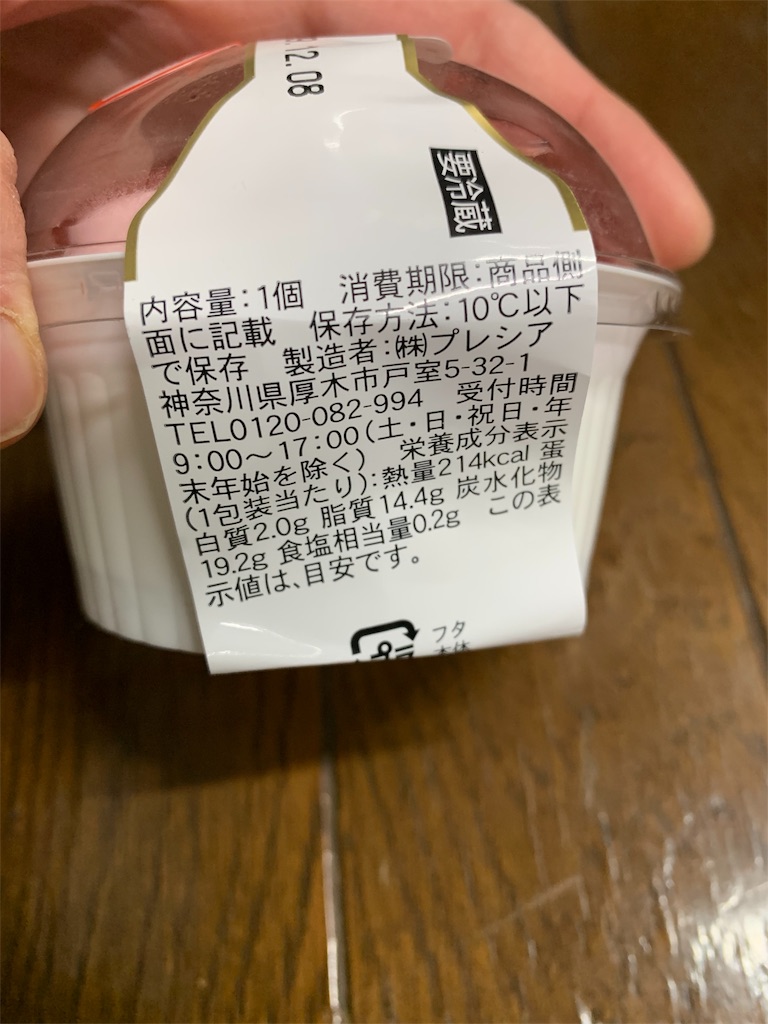 .12.08
要冷蔵
内容量:1個 消費期限:商品側
面に記載 保存方法:10℃以下
で保存 製造者:㈱プレシア
神奈川県厚木市戸室5-32-1
TEL0120-082-994 受付時間
9:00～17:00(土・日・祝日・年
末年始を除く) 栄養成分表示
(1包装当たり):熱量214kcal 蛋
白質2.0g 脂質14.4g 炭水化物
19.2g 食塩相当量0.2g この表
示値は、目安です。
フタ
本体